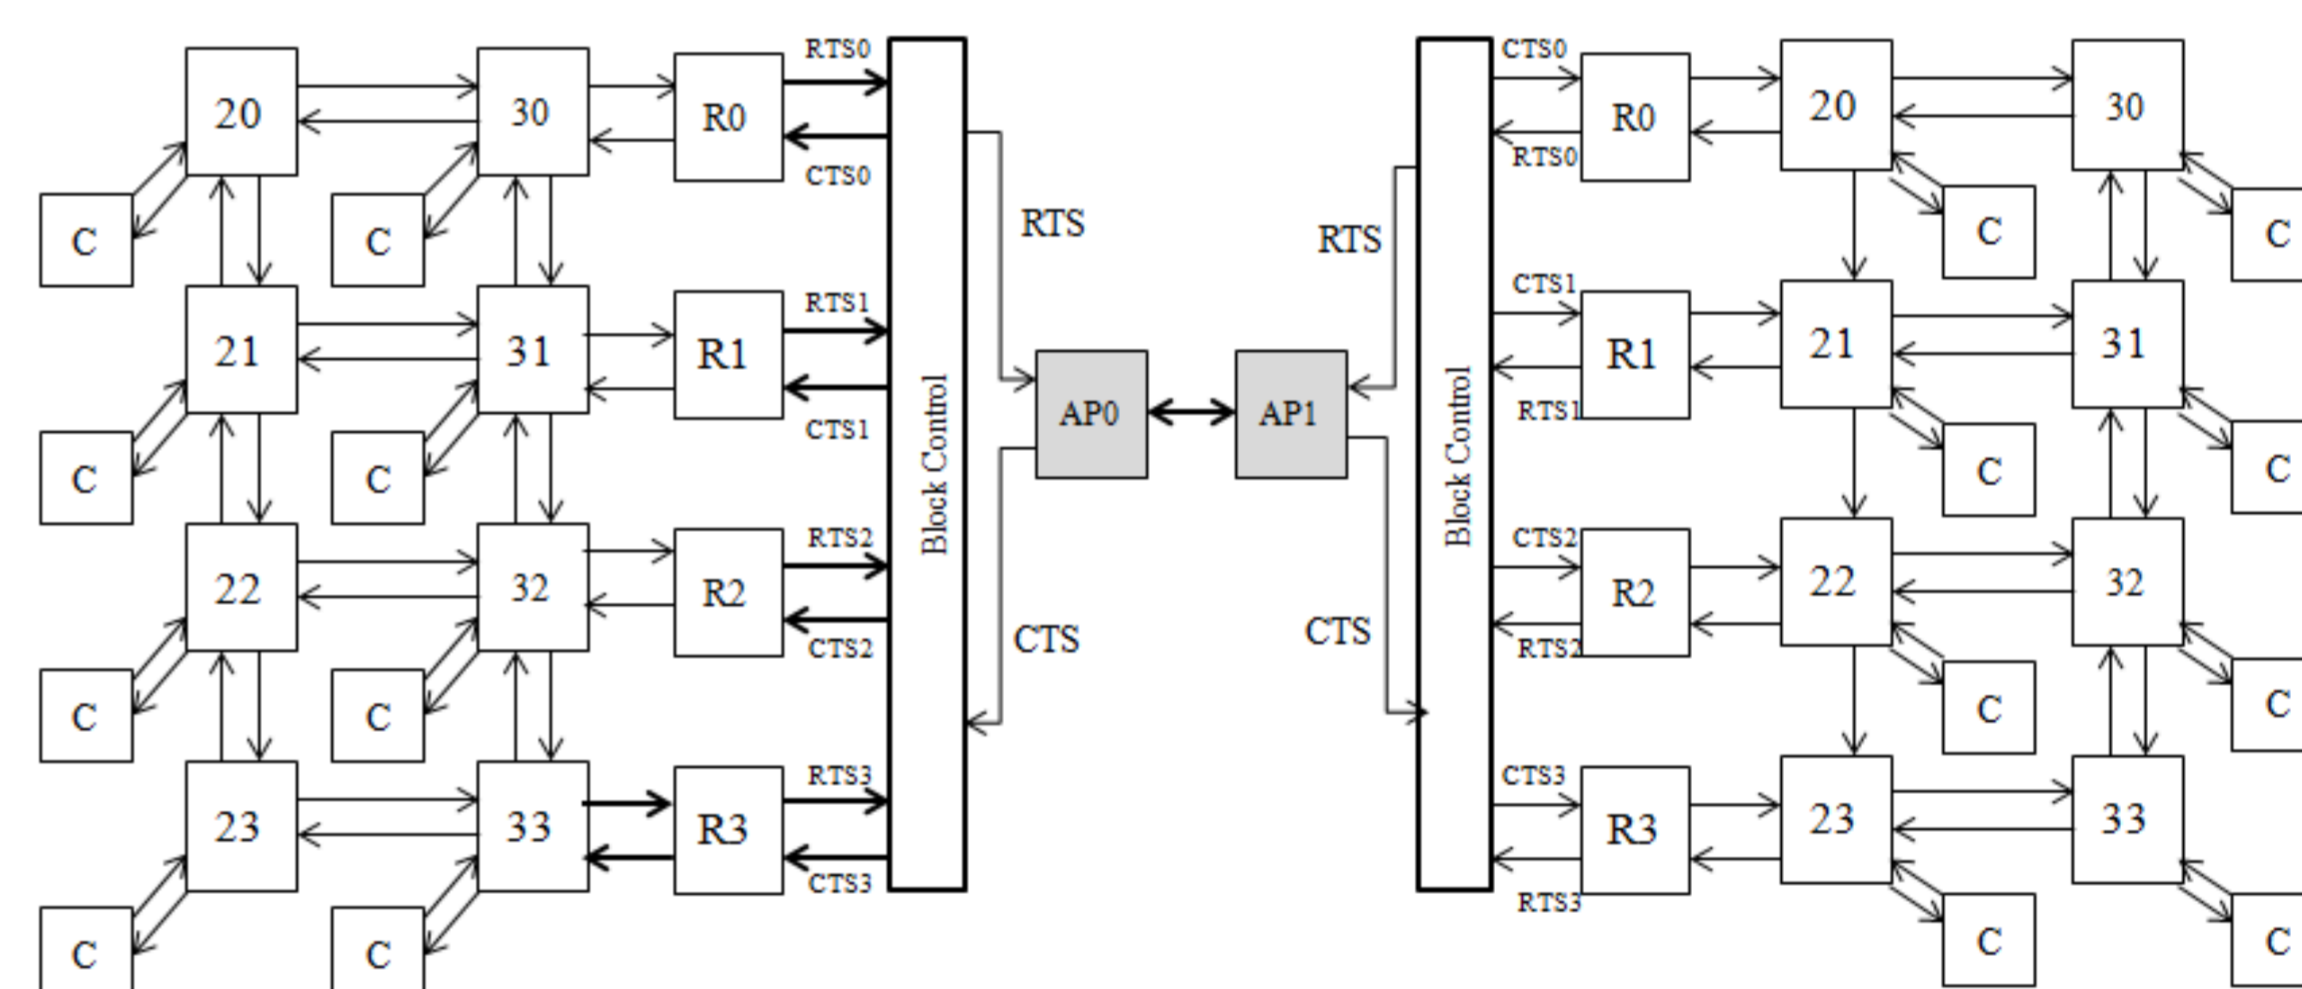 RTS0
CTS0
20
30
R0
R0
20
30
CTS0
RTS0
C
C
RTS
RTS
C
C
RTS1
CTS1
21
31
R1
R1
21
31
CTS1
RTS1
AP0
AP1
C
C
Block Control
Block Control
C
C
RTS2
CTS2
22
32
R2
R2
22
32
CTS2
RTS2
CTS
CTS
C
C
C
C
RTS3
CTS3
23
33
R3
R3
23
33
CTS3
RTS3
C
C
C
C